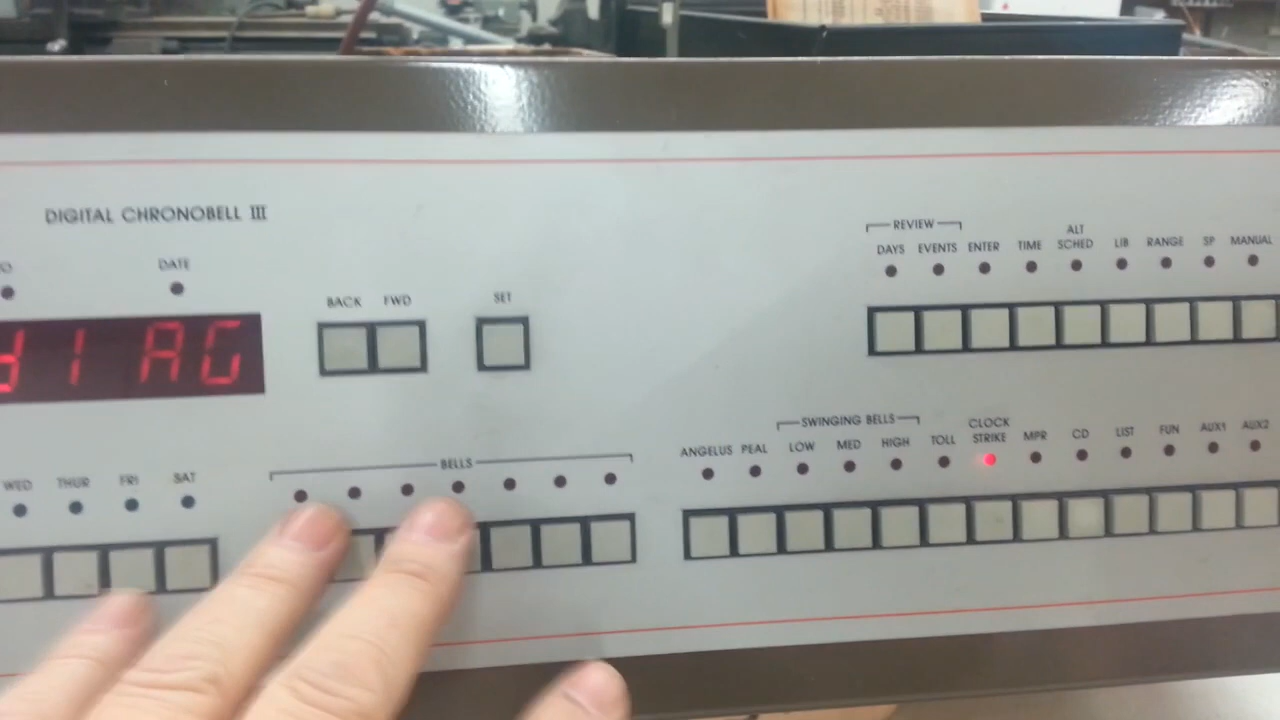 DIGITAL CHRONOBELL III
DATE
d I AG
BACK FWD SET
REVIEW
DAYS EVENTS ENTER TIME ALT SCHED LIB RANGE SP MANUAL
WED THUR FRI SAT
BELLS
SWINGING BELLS
ANGELUS PEAL LOW MED HIGH TOLL CLOCK STRIKE MPR CD LIST FUN AUX1 AUX2